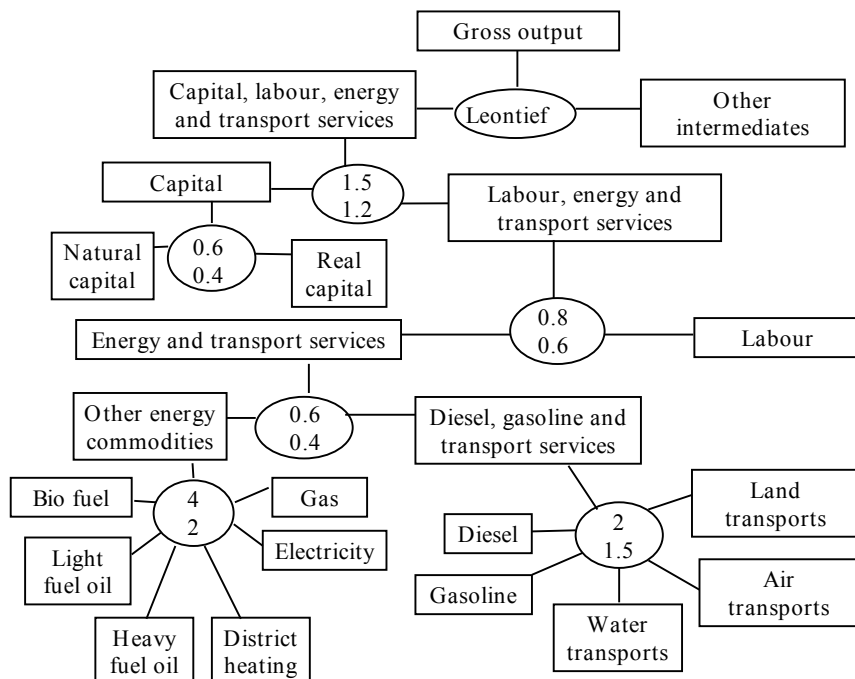 Gross output
Capital, labour, energy
and transport services
Leontief
Other
intermediates
Capital
1.5
1.2
Labour, energy and
transport services
Natural
capital
0.6
0.4
Real
capital
Energy and transport services
0.8
0.6
Labour
Other energy
commodities
0.6
0.4
Diesel, gasoline and
transport services
Bio fuel
4
2
Gas
Light
fuel oil
Electricity
Heavy
fuel oil
District
heating
Diesel
2
1.5
Land
transports
Gasoline
Water
transports
Air
transports